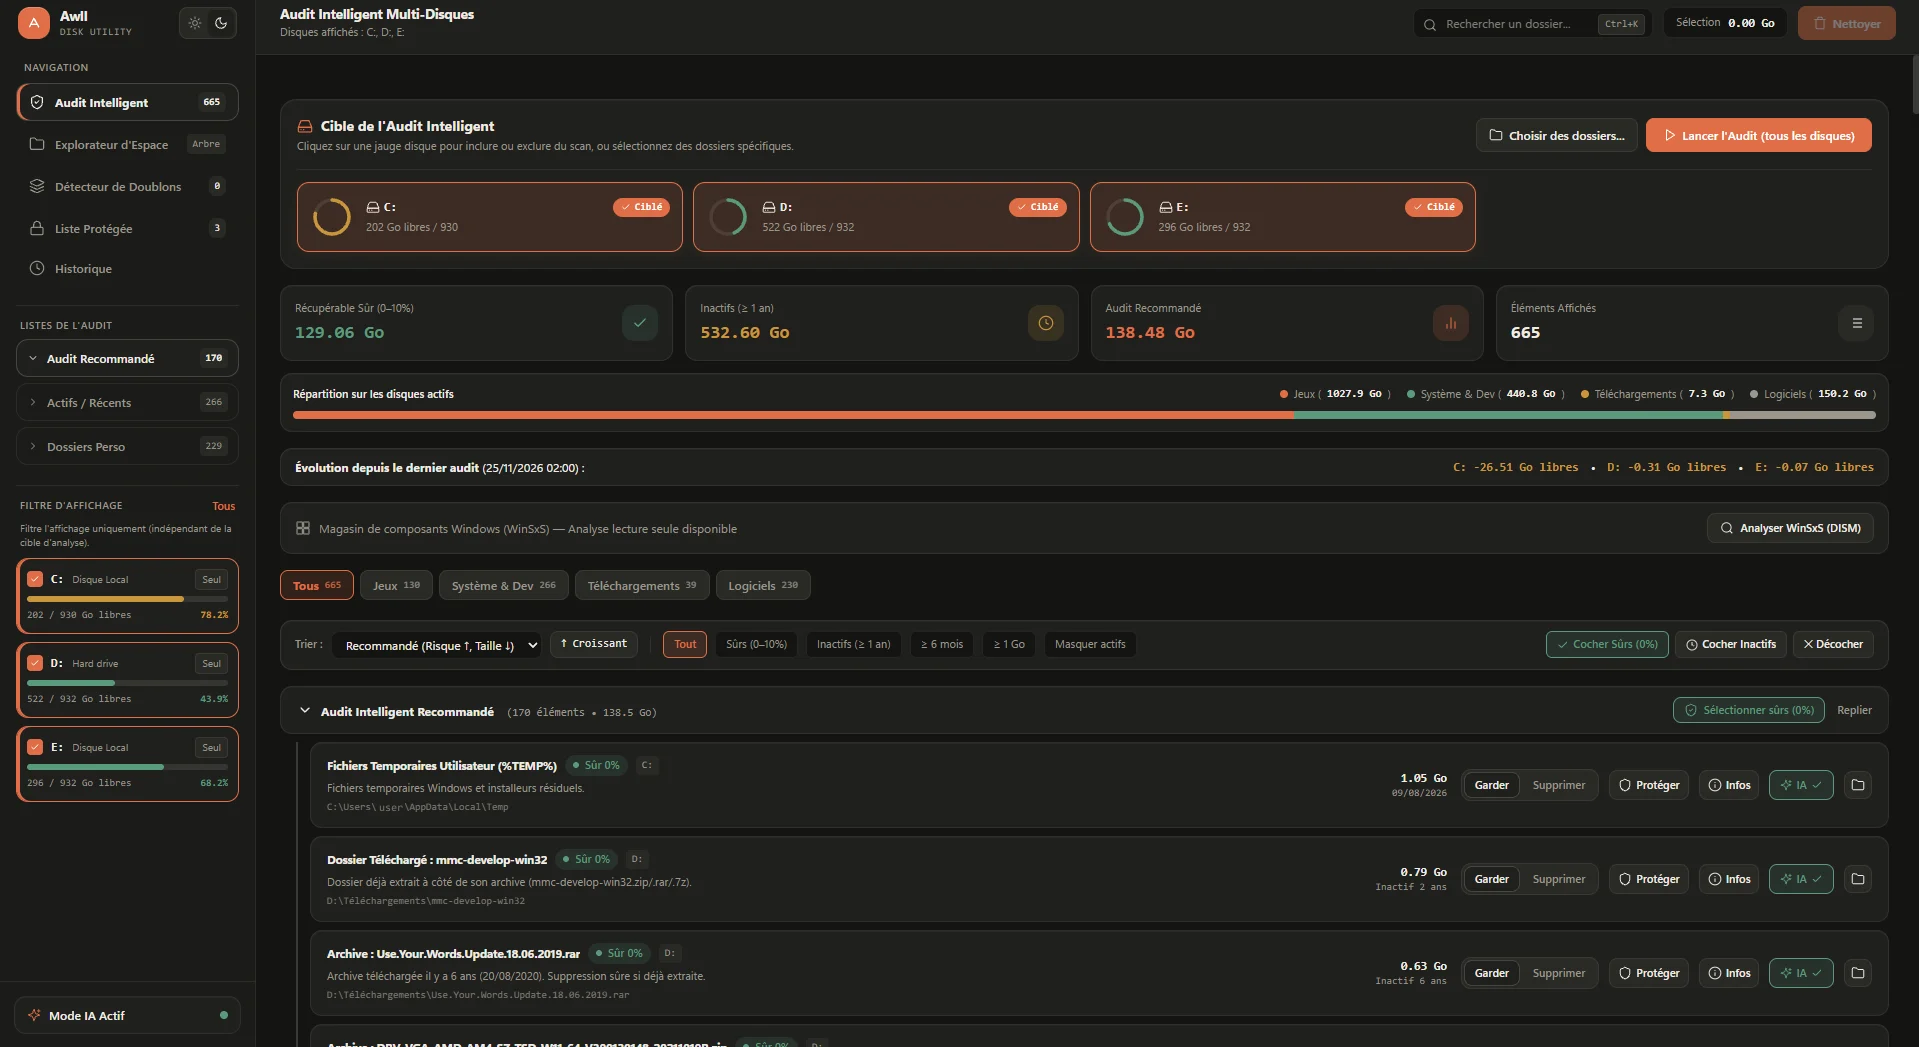 A
Awll
DISK UTILITY
NAVIGATION
Audit Intelligent 665
Explorateur d'Espace Arbre
Détecteur de Doublons 0
Liste Protégée 3
Historique
LISTES DE L'AUDIT
Audit Recommandé 170
Actifs / Récents 266
Dossiers Perso 229
FILTRE D'AFFICHAGE Tous
Filtre l'affichage uniquement (indépendant de la
cible d'analyse).
C: Disque Local Seul
202 / 930 Go libres 78.2%
D: Hard drive Seul
522 / 932 Go libres 43.9%
E: Disque Local Seul
296 / 932 Go libres 68.2%
Mode IA Actif
Audit Intelligent Multi-Disques
Disques affichés : C:, D:, E:
Rechercher un dossier... Ctrl+K
Sélection 0.00 Go
Nettoyer
Cible de l'Audit Intelligent
Cliquez sur une jauge disque pour inclure ou exclure du scan, ou sélectionnez des dossiers spécifiques.
Choisir des dossiers...
Lancer l'Audit (tous les disques)
C: Ciblé
202 Go libres / 930
D: Ciblé
522 Go libres / 932
E: Ciblé
296 Go libres / 932
Récupérable Sûr (0–10%)
129.06 Go
Inactifs (≥ 1 an)
532.60 Go
Audit Recommandé
138.48 Go
Éléments Affichés
665
Répartition sur les disques actifs
Jeux ( 1027.9 Go ) Système & Dev ( 440.8 Go ) Téléchargements ( 7.3 Go ) Logiciels ( 150.2 Go )
Évolution depuis le dernier audit (25/11/2026 02:00) :
C: -26.51 Go libres • D: -0.31 Go libres • E: -0.07 Go libres
Magasin de composants Windows (WinSxS) — Analyse lecture seule disponible
Analyser WinSxS (DISM)
Tous 665 Jeux 130 Système & Dev 266 Téléchargements 39 Logiciels 230
Trier : Recommandé (Risque ↑, Taille ↓) ↑ Croissant Tout Sûrs (0–10%) Inactifs (≥ 1 an) ≥ 6 mois ≥ 1 Go Masquer actifs
Cocher Sûrs (0%) Cocher Inactifs Décocher
Audit Intelligent Recommandé (170 éléments • 138.5 Go)
Sélectionner sûrs (0%) Replier
Fichiers Temporaires Utilisateur (%TEMP%) Sûr 0% C:
Fichiers temporaires Windows et installeurs résiduels.
C:\Users\user\AppData\Local\Temp
1.05 Go
09/08/2026
Garder Supprimer Protéger Infos IA
Dossier Téléchargé : mmc-develop-win32 Sûr 0% D:
Dossier déjà extrait à côté de son archive (mmc-develop-win32.zip/.rar/.7z).
D:\Téléchargements\mmc-develop-win32
0.79 Go
Inactif 2 ans
Garder Supprimer Protéger Infos IA
Archive : Use.Your.Words.Update.18.06.2019.rar Sûr 0% D:
Archive téléchargée il y a 6 ans (20/08/2020). Suppression sûre si déjà extraite.
D:\Téléchargements\Use.Your.Words.Update.18.06.2019.rar
0.63 Go
Inactif 6 ans
Garder Supprimer Protéger Infos IA
Sûr 0% D: